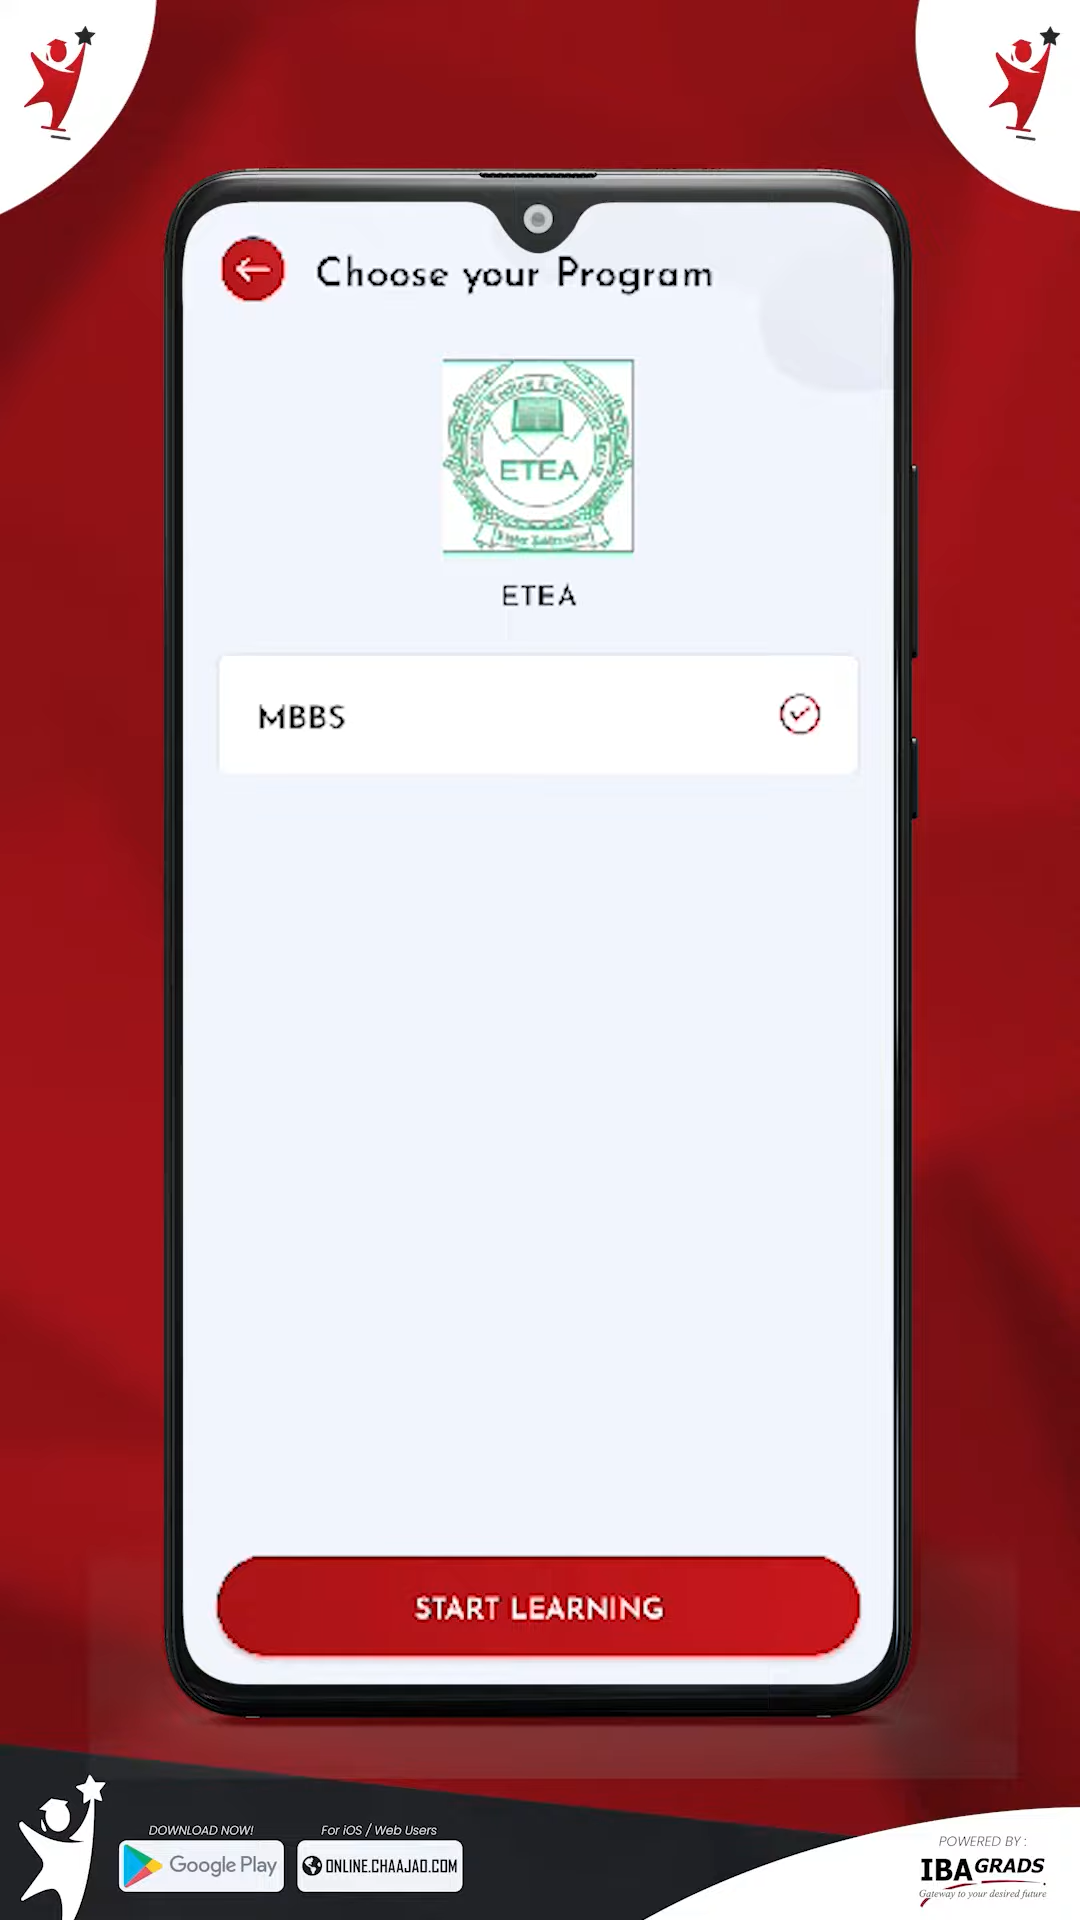 Choose your Program
ETEA
ETEA
MBBS
START LEARNING
DOWNLOAD NOW!
Google Play
For iOS / Web Users
ONLINE.CHAAJAO.COM
POWERED BY :
IBA GRADS
Gateway to your desired future